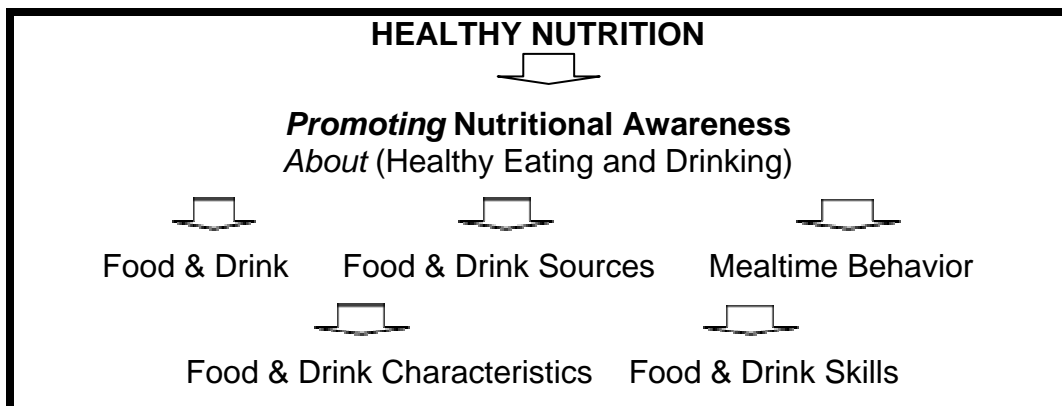 HEALTHY NUTRITION
Promoting Nutritional Awareness
About (Healthy Eating and Drinking)
Food & Drink Food & Drink Sources Mealtime Behavior
Food & Drink Characteristics Food & Drink Skills